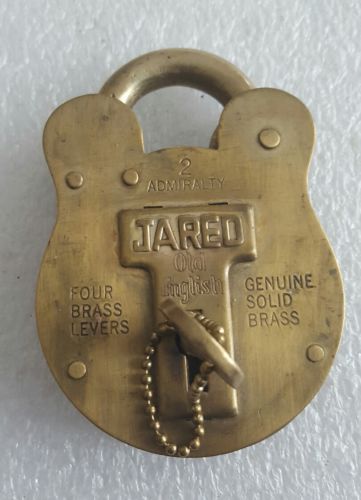 2
ADMIRALTY
JARED
Old
English
FOUR
BRASS
LEVERS
GENUINE
SOLID
BRASS